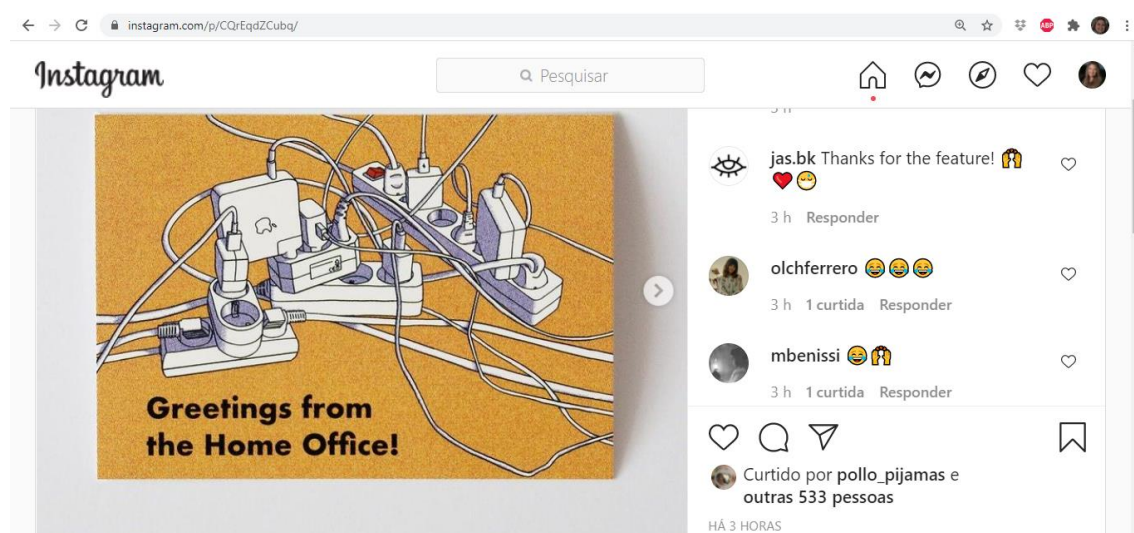 instagram.com/p/CQrEqdZCubq/
ABP
Instagram
Pesquisar
Greetings from
the Home Office!
jas.bk Thanks for the feature! 🙌
❤️😷
3 h Responder
olchferrero 😂😂😂
3 h 1 curtida Responder
mbenissi 😂🙌
3 h 1 curtida Responder
Curtido por pollo_pijamas e
outras 533 pessoas
HÁ 3 HORAS